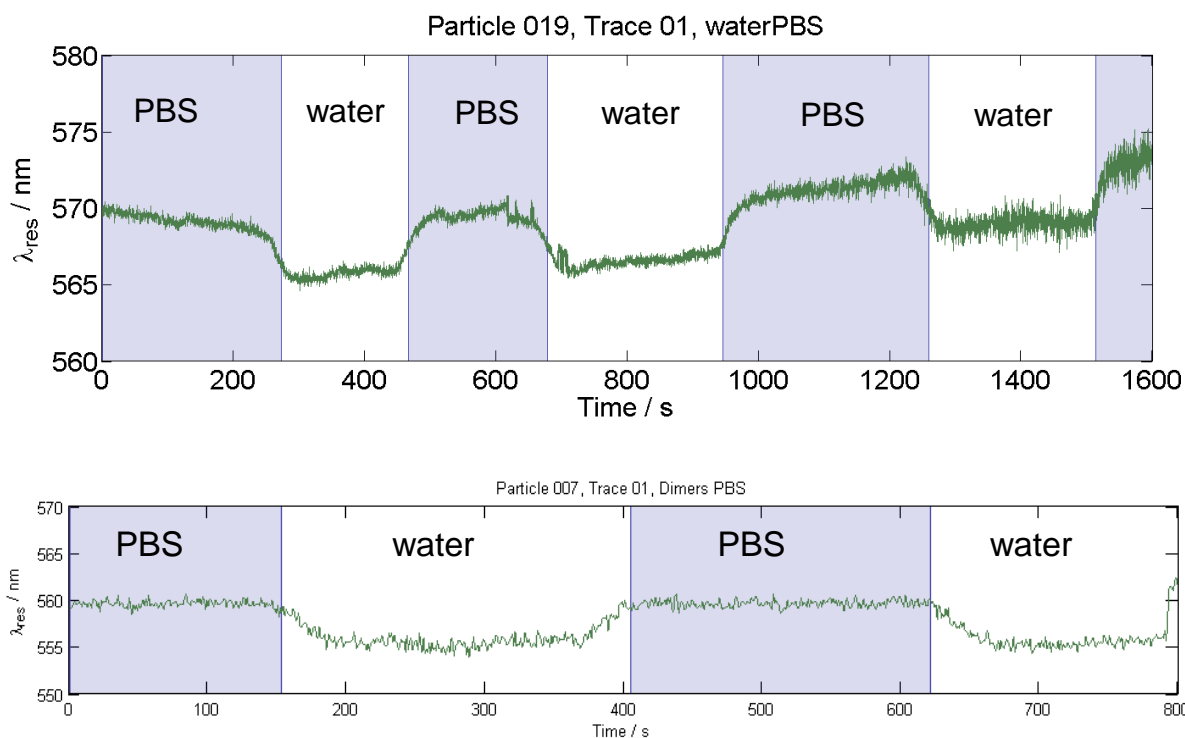 Particle 019, Trace 01, waterPBS
580
PBS water PBS water PBS water
575
570
565
560
λres / nm
0 200 400 600 800 1000 1200 1400 1600
Time / s
Particle 007, Trace 01, Dimers PBS
570
PBS water PBS water
565
560
555
550
λres / nm
0 100 200 300 400 500 600 700 800
Time / s